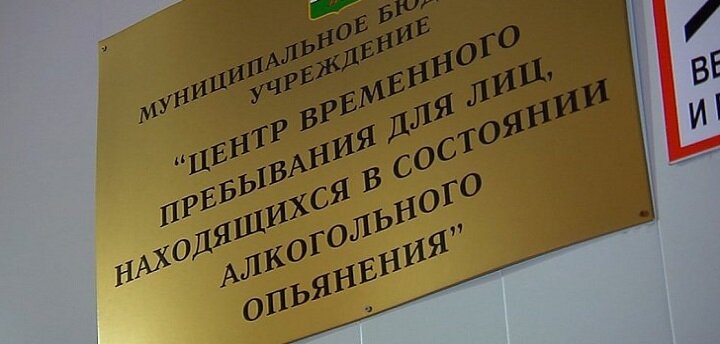 МУНИЦИПАЛЬНОЕ
УЧРЕЖДЕНИЕ
“ЦЕНТР ВРЕМЕННОГО
ПРЕБЫВАНИЯ ДЛЯ ЛИЦ,
НАХОДЯЩИХСЯ В СОСТОЯНИИ
АЛКОГОЛЬНОГО
ОПЬЯНЕНИЯ”